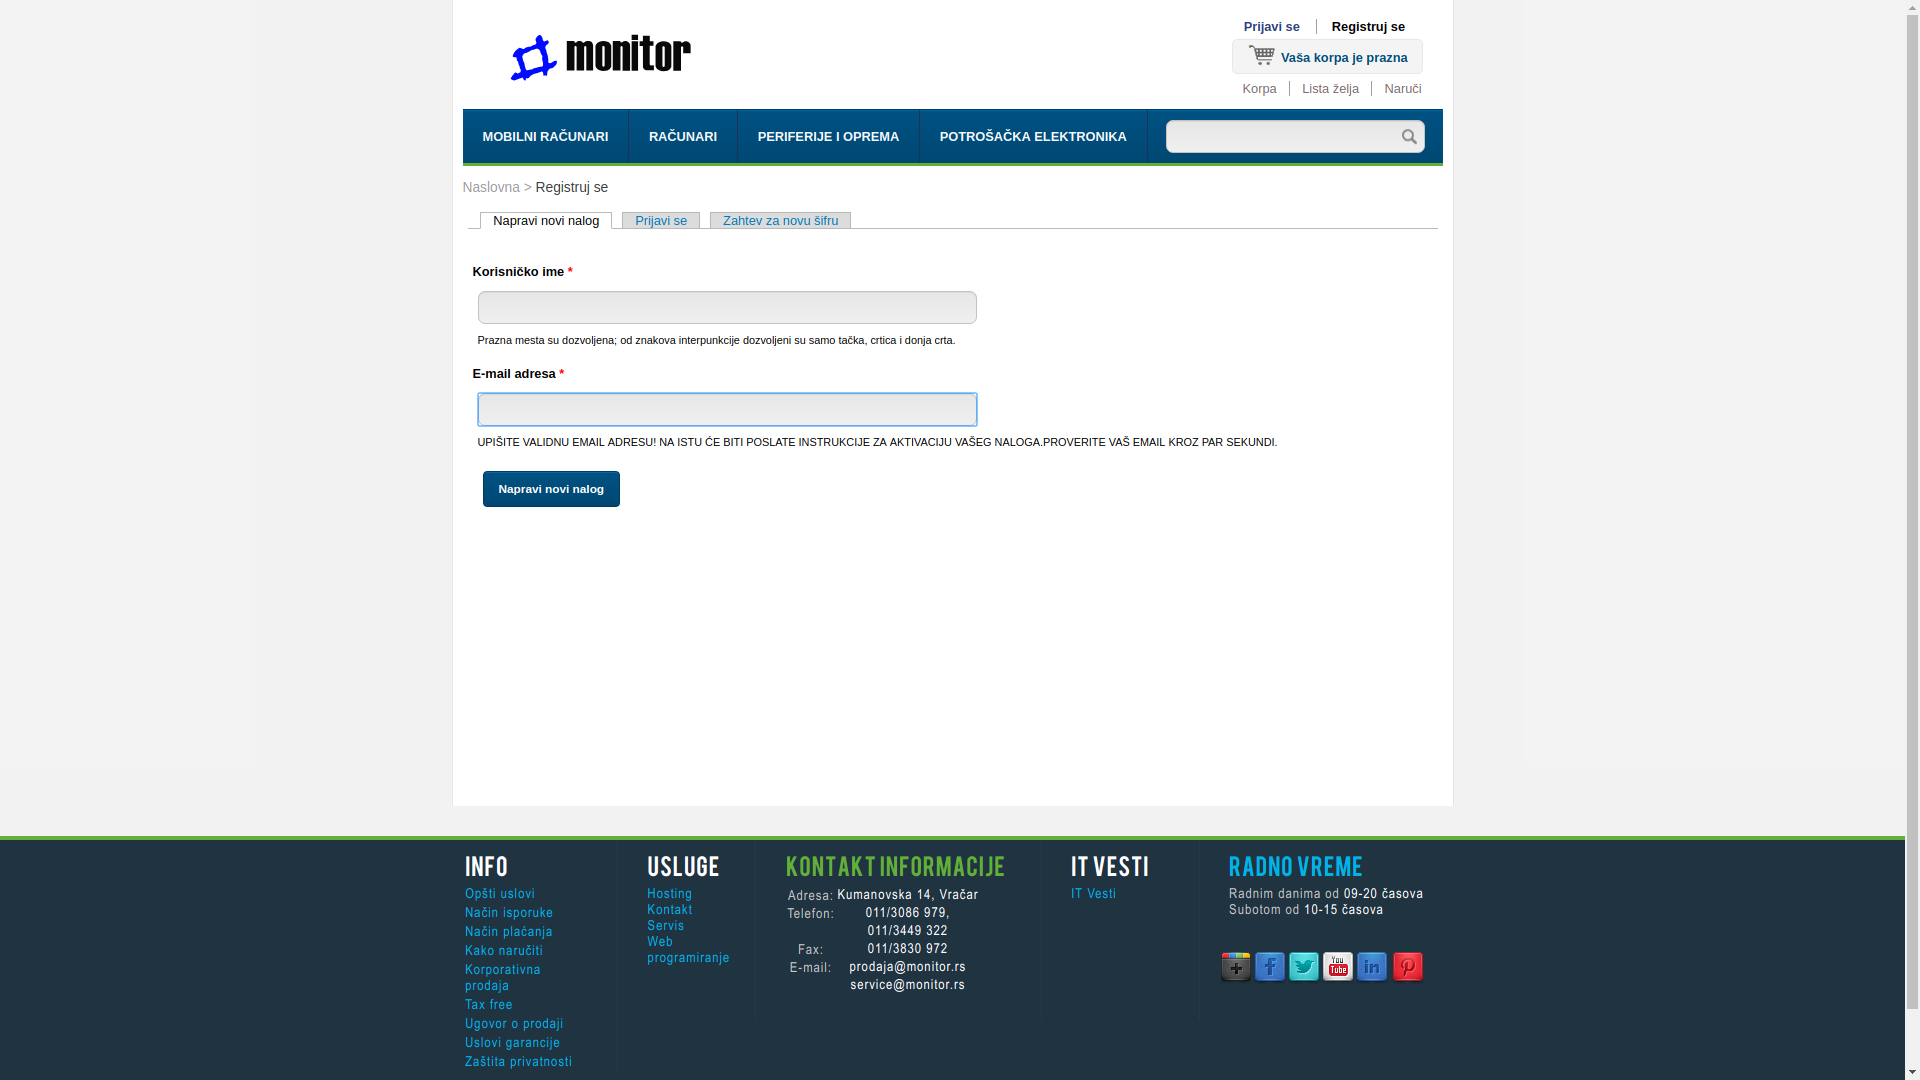 Prijavi se
Registruj se
monitor
Vaša korpa je prazna
Korpa
Lista želja
Naruči
MOBILNI RAČUNARI
RAČUNARI
PERIFERIJE I OPREMA
POTROŠAČKA ELEKTRONIKA
Naslovna > Registruj se
Napravi novi nalog
Prijavi se
Zahtev za novu šifru
Korisničko ime *
Prazna mesta su dozvoljena; od znakova interpunkcije dozvoljeni su samo tačka, crtica i donja crta.
E-mail adresa *
UPIŠITE VALIDNU EMAIL ADRESU! NA ISTU ĆE BITI POSLATE INSTRUKCIJE ZA AKTIVACIJU VAŠEG NALOGA.PROVERITE VAŠ EMAIL KROZ PAR SEKUNDI.
Napravi novi nalog
INFO
Opšti uslovi
Način isporuke
Način plaćanja
Kako naručiti
Korporativna
prodaja
Tax free
Ugovor o prodaji
Uslovi garancije
Zaštita privatnosti
USLUGE
Hosting
Kontakt
Servis
Web
programiranje
KONTAKT INFORMACIJE
Adresa: Kumanovska 14, Vračar
Telefon: 011/3086 979,
011/3449 322
Fax: 011/3830 972
E-mail: prodaja@monitor.rs
service@monitor.rs
IT VESTI
IT Vesti
RADNO VREME
Radnim danima od 09-20 časova
Subotom od 10-15 časova
You
Tube
in